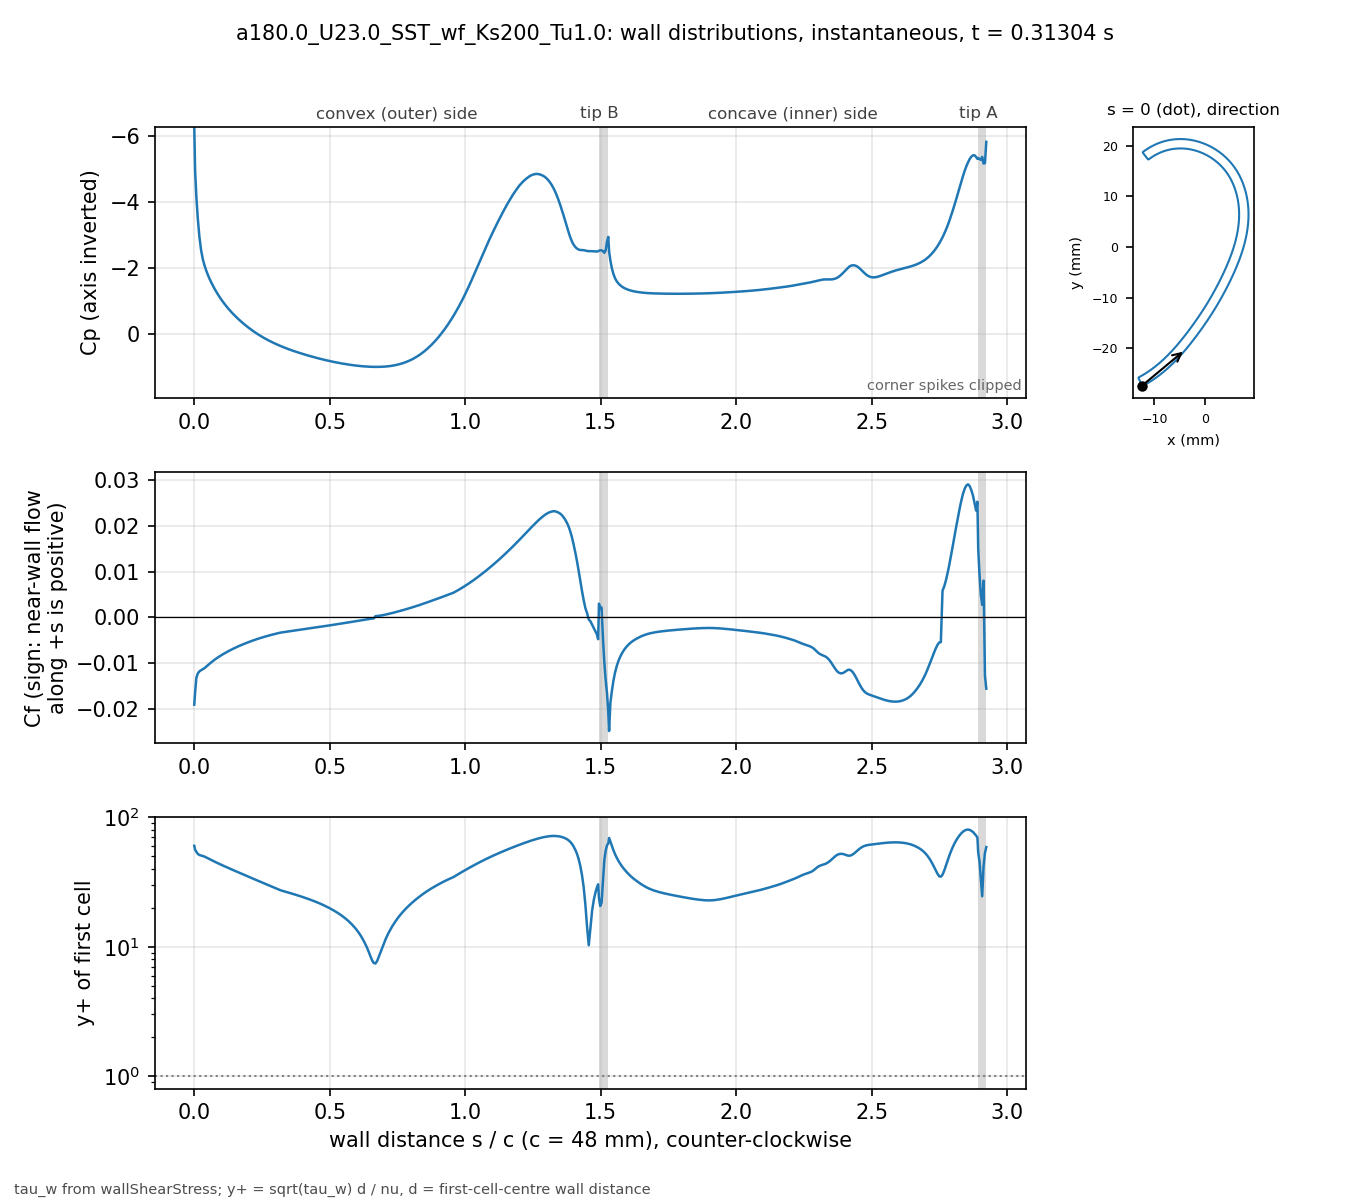 a180.0_U23.0_SST_wf_Ks200_Tu1.0: wall distributions, instantaneous, t = 0.31304 s
convex (outer) side
tip B
concave (inner) side
tip A
s = 0 (dot), direction
Cp (axis inverted)
−6
−4
−2
0
corner spikes clipped
0.0 0.5 1.0 1.5 2.0 2.5 3.0
y (mm)
20
10
0
−10
−20
−10 0
x (mm)
Cf (sign: near-wall flow
along +s is positive)
0.03
0.02
0.01
0.00
−0.01
−0.02
0.0 0.5 1.0 1.5 2.0 2.5 3.0
y+ of first cell
10²
10¹
10⁰
0.0 0.5 1.0 1.5 2.0 2.5 3.0
wall distance s / c (c = 48 mm), counter-clockwise
tau_w from wallShearStress; y+ = sqrt(tau_w) d / nu, d = first-cell-centre wall distance